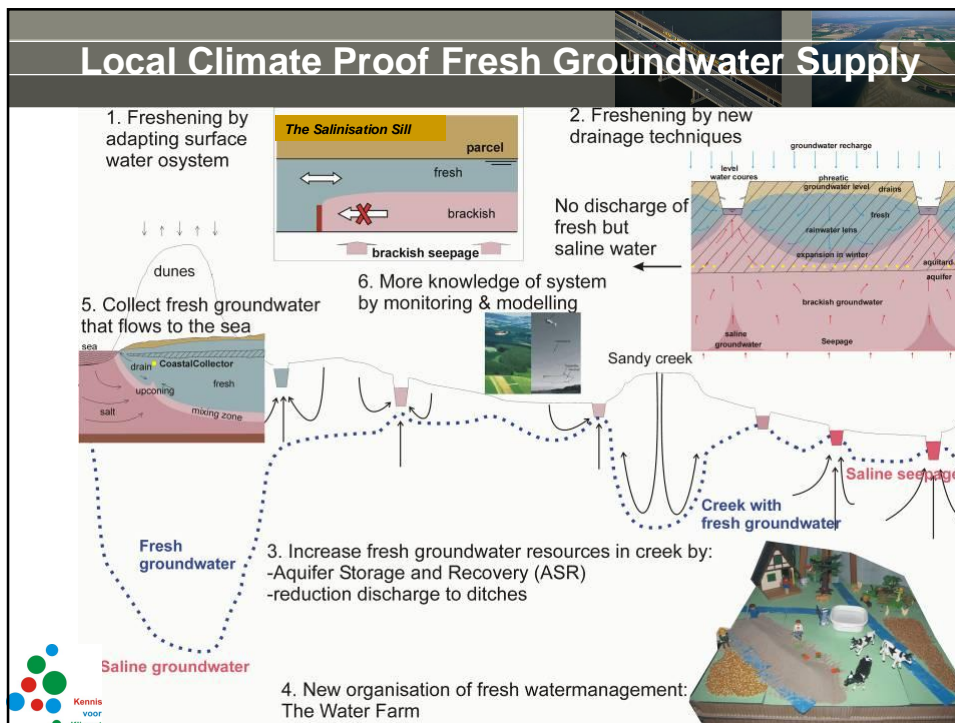 Local Climate Proof Fresh Groundwater Supply
1. Freshening by
adapting surface
water osystem
The Salinisation Sill
parcel
fresh
brackish
brackish seepage
2. Freshening by new
drainage techniques
groundwater recharge
level
water coures
phreatic
groundwater level
drains
fresh
rainwater lens
expansion in winter
aquitard
aquifer
brackish groundwater
saline
groundwater
Seepage
No discharge of
fresh but
saline water
dunes
5. Collect fresh groundwater
that flows to the sea
sea
drain
CoastalCollector
fresh
upconing
salt
mixing zone
6. More knowledge of system
by monitoring & modelling
Sandy creek
Saline seepage
Creek with
fresh groundwater
Fresh
groundwater
3. Increase fresh groundwater resources in creek by:
-Aquifer Storage and Recovery (ASR)
-reduction discharge to ditches
Saline groundwater
4. New organisation of fresh watermanagement:
The Water Farm
Kennis
voor